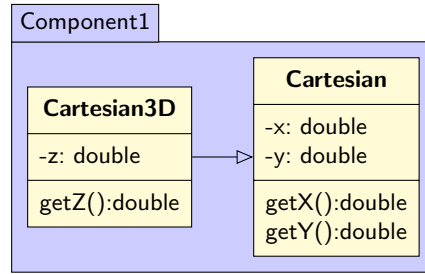 Component1
Cartesian3D
-z: double
getZ():double
Cartesian
-x: double
-y: double
getX():double
getY():double